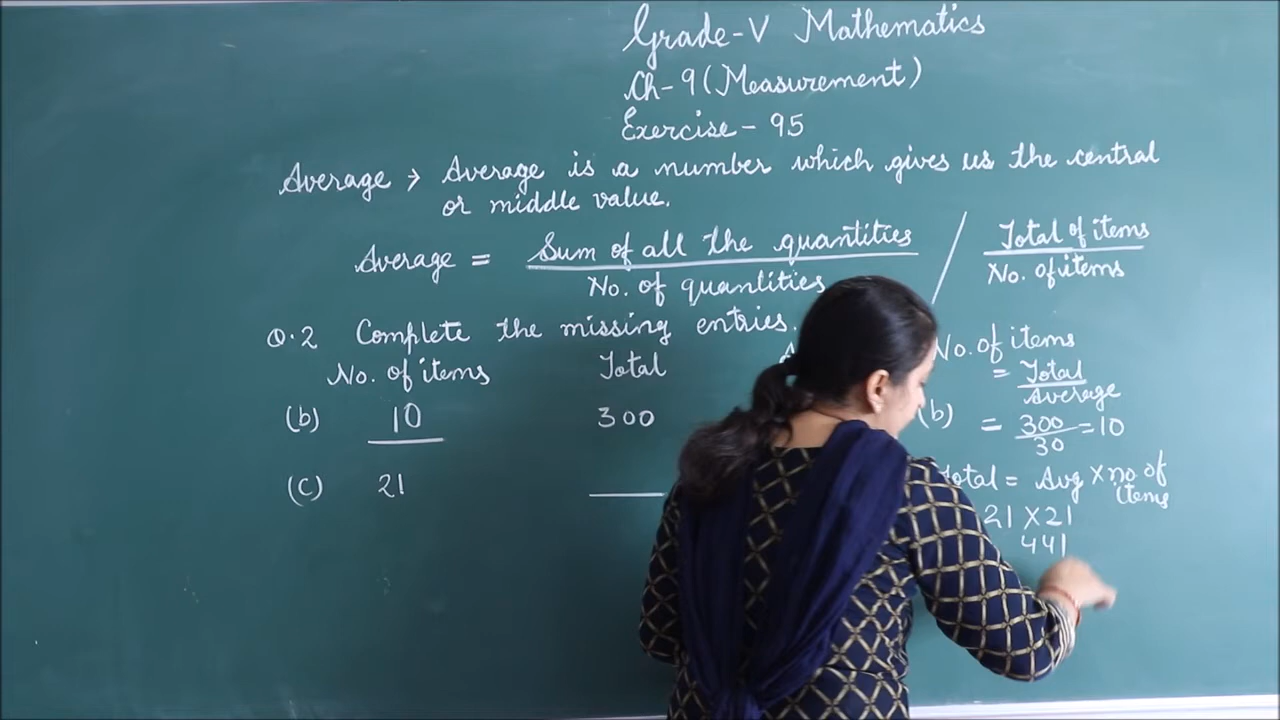 Grade-V Mathematics
Ch-9 (Measurement)
Exercise - 95
Average → Average is a number which gives us the central
or middle value.
Average = Sum of all the quantities / Total of items
No. of quantities No. of items
Q.2 Complete the missing entries.
No. of items Total
(b) 10 300
(c) 21 ___
No. of items
= Total
Average
(b) = 300 = 10
30
Total = Avg × no of
items
21 × 21
441